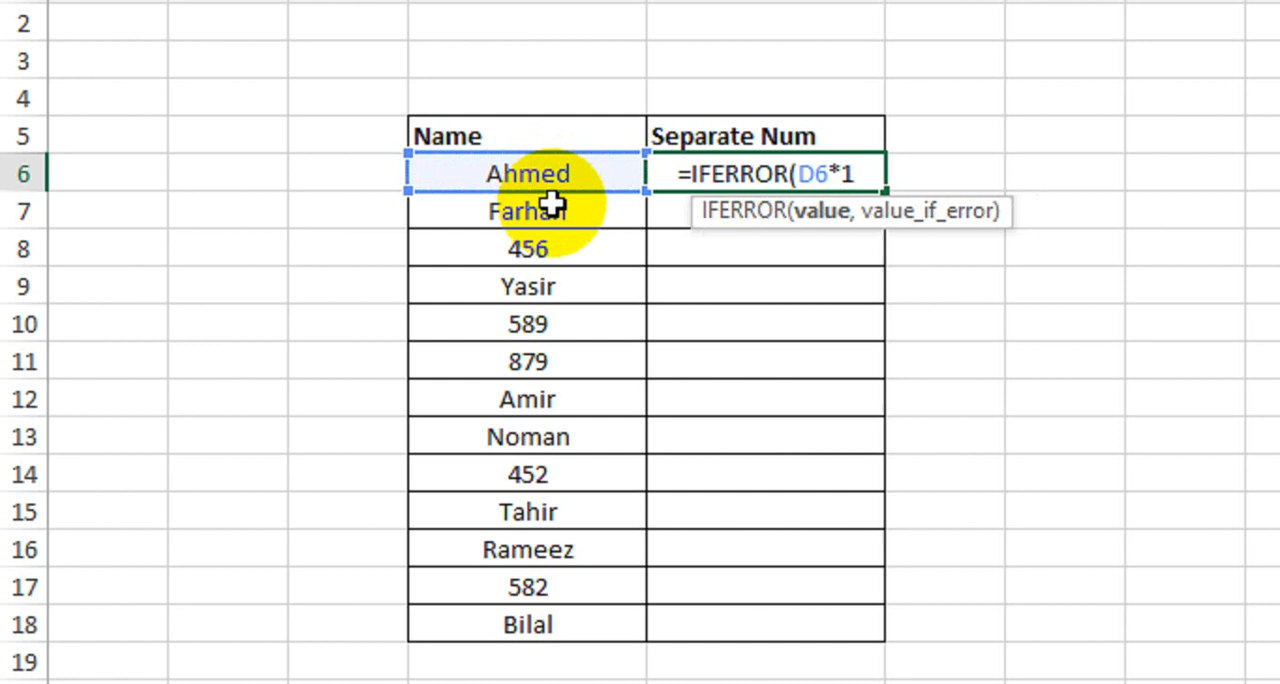 2
3
4
5 Name Separate Num
6 Ahmed =IFERROR(D6*1
7 Farhan IFERROR(value, value_if_error)
8 456
9 Yasir
10 589
11 879
12 Amir
13 Noman
14 452
15 Tahir
16 Rameez
17 582
18 Bilal
19